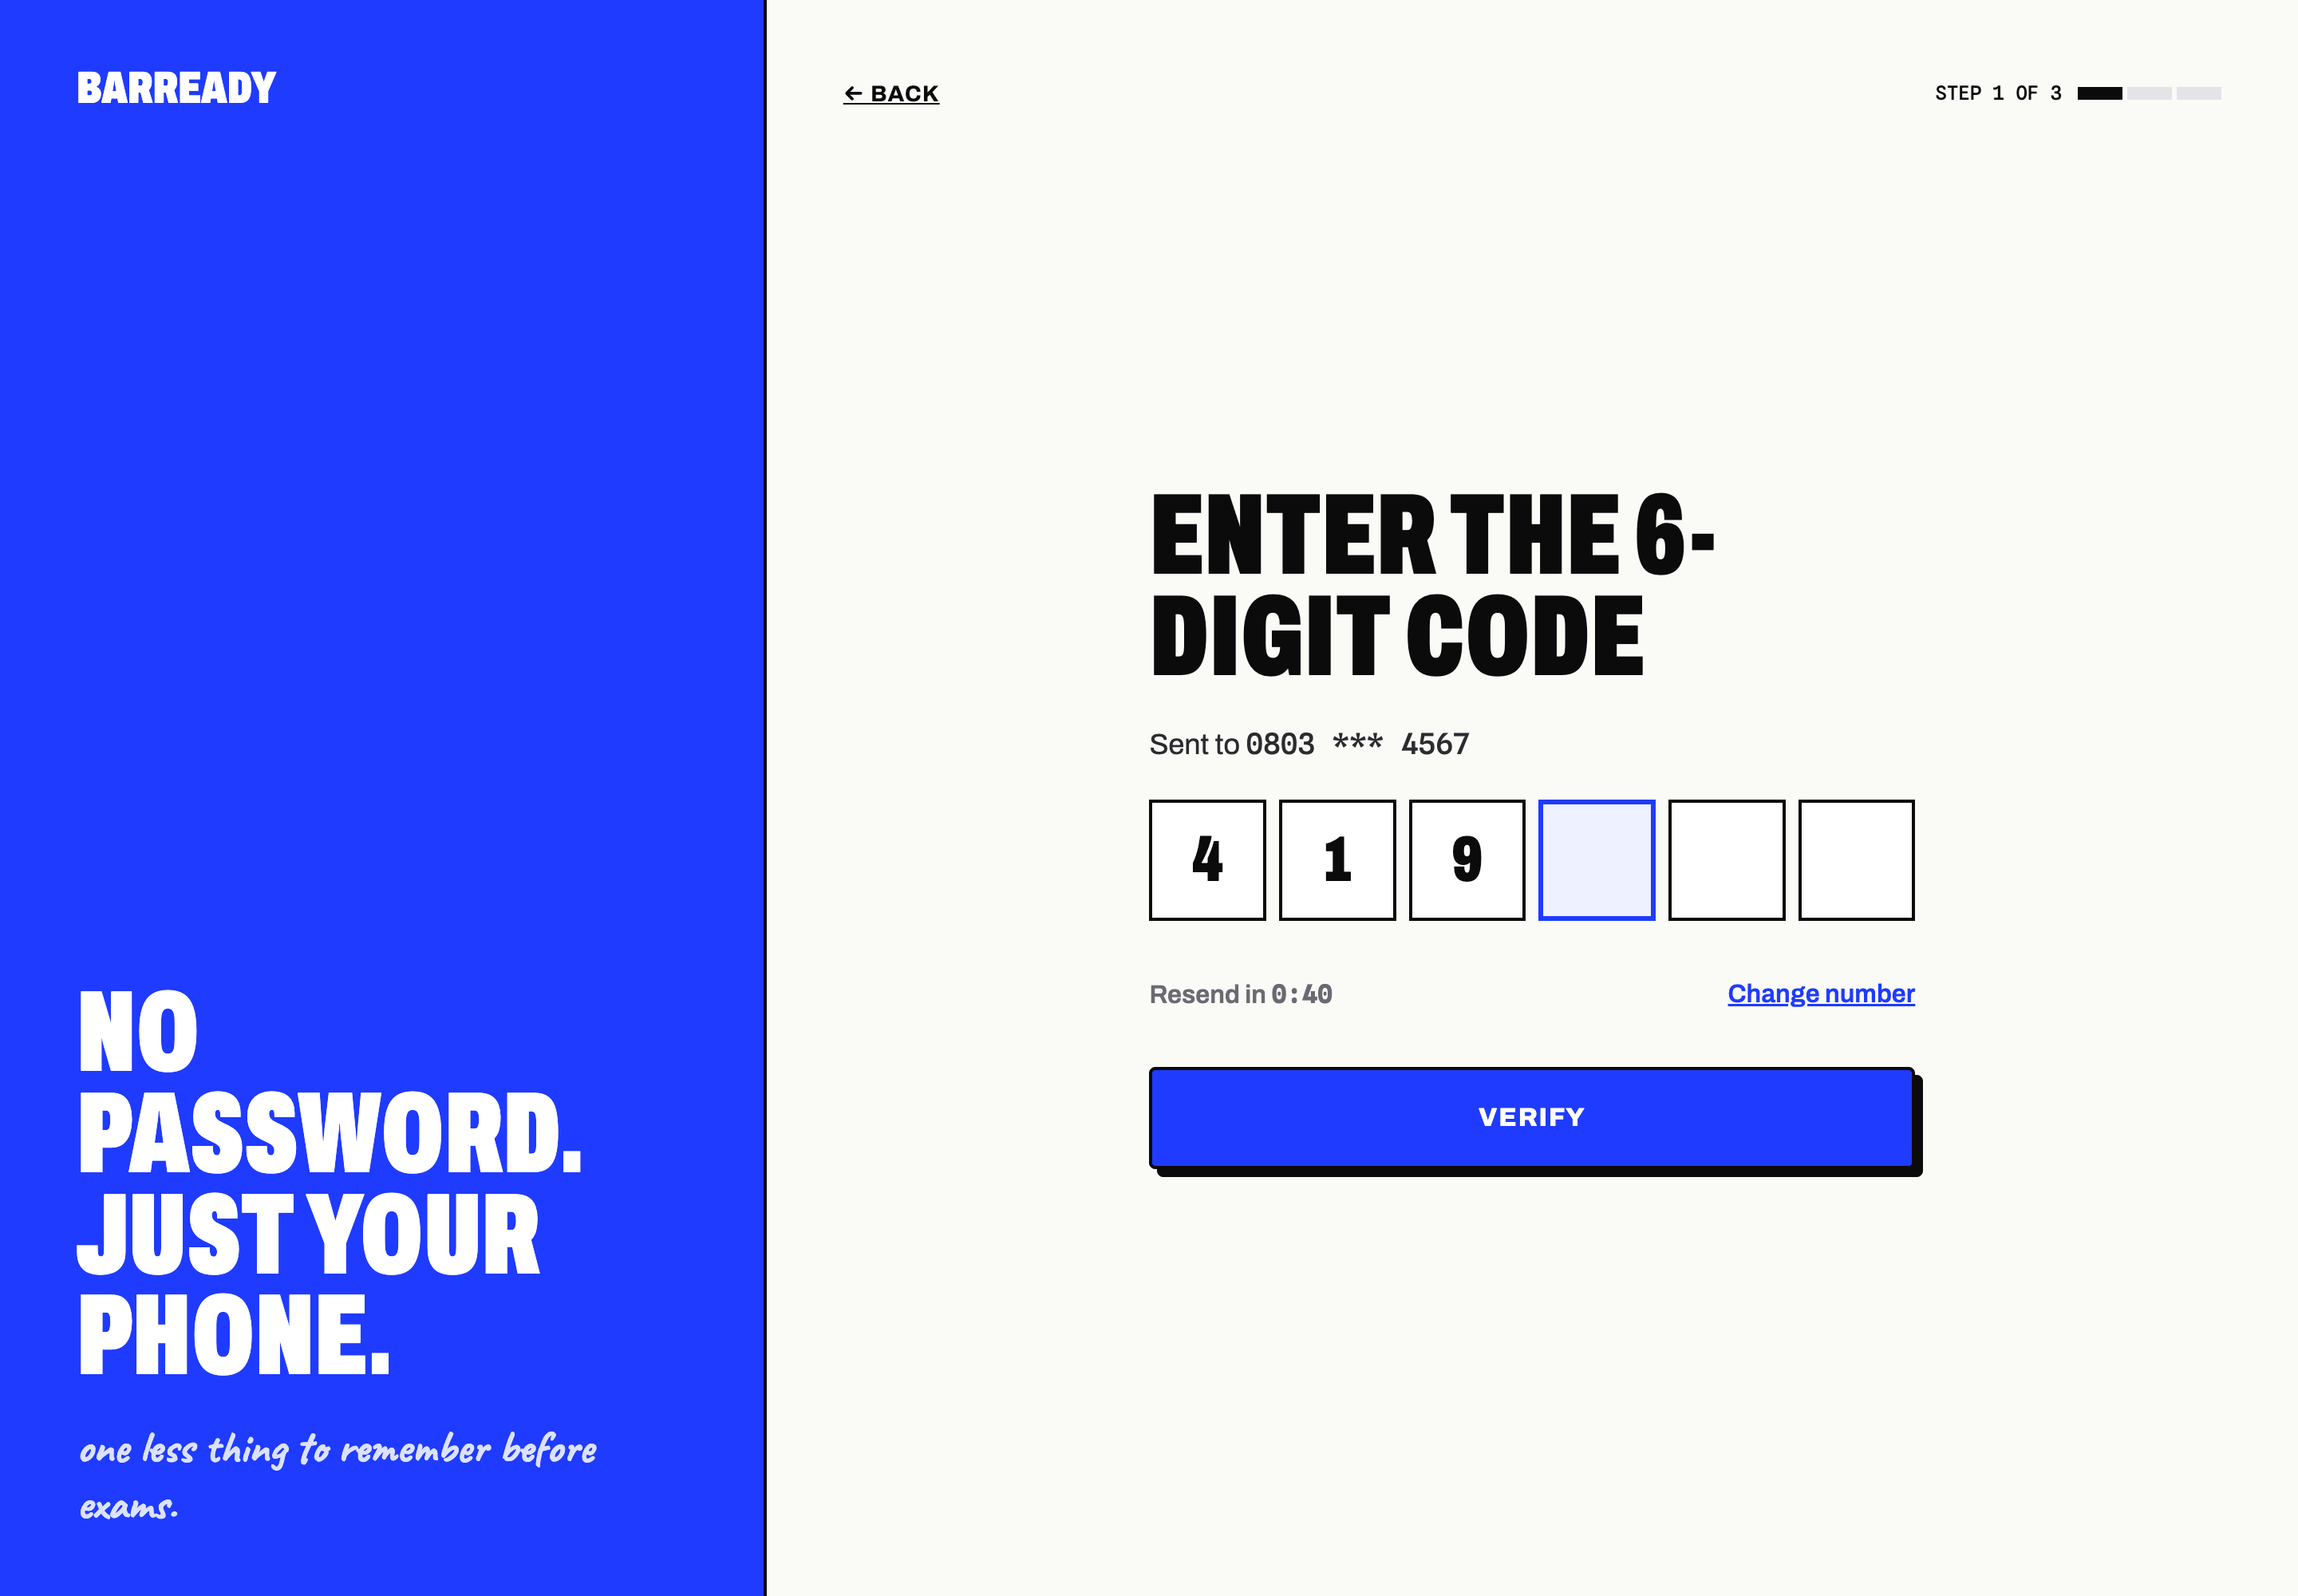 BARREADY
NO
PASSWORD.
JUST YOUR
PHONE.
one less thing to remember before
exams.
← BACK
STEP 1 OF 3
ENTER THE 6-
DIGIT CODE
Sent to 0803 *** 4567
4 1 9
Resend in 0:40
Change number
VERIFY